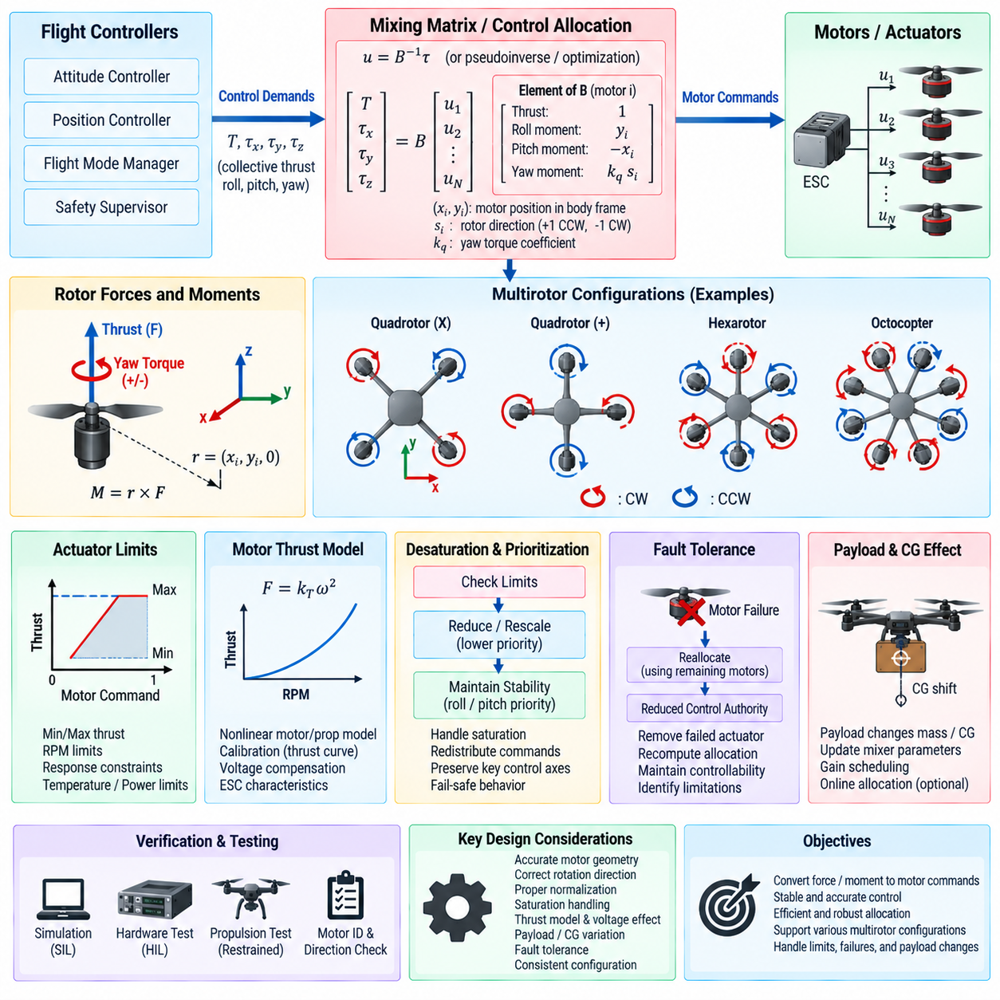 Flight Controllers
Attitude Controller
Position Controller
Flight Mode Manager
Safety Supervisor
Control Demands
T, τx, τy, τz
(collective thrust
roll, pitch, yaw)
Mixing Matrix / Control Allocation
u = B⁻¹τ (or pseudoinverse / optimization)
T
τx
τy
τz
= B
u1
u2
⋮
uN
Element of B (motor i)
Thrust: 1
Roll moment: yi
Pitch moment: −xi
Yaw moment: kq si
(xi, yi): motor position in body frame
si : rotor direction (+1 CCW, -1 CW)
kq : yaw torque coefficient
Motor Commands
Motors / Actuators
ESC
u1
u2
u3
⋮
uN
Rotor Forces and Moments
Thrust (F)
Yaw Torque
(+/-)
z
y
x
r = (xi, yi, 0)
M = r × F
Multirotor Configurations (Examples)
Quadrotor (X)
Quadrotor (+)
Hexarotor
Octocopter
y
x
: CW
: CCW
Actuator Limits
Thrust
Max
Min
0
1
Motor Command
Min/Max thrust
RPM limits
Response constraints
Temperature / Power limits
Motor Thrust Model
F = kT ω²
Thrust
RPM
Nonlinear motor/prop model
Calibration (thrust curve)
Voltage compensation
ESC characteristics
Desaturation & Prioritization
Check Limits
Reduce / Rescale
(lower priority)
Maintain Stability
(roll / pitch priority)
Handle saturation
Redistribute commands
Preserve key control axes
Fail-safe behavior
Fault Tolerance
Motor Failure
Reallocate
(using remaining motors)
Reduced Control Authority
Remove failed actuator
Recompute allocation
Maintain controllability
Identify limitations
Payload & CG Effect
CG shift
Payload changes mass / CG
Update mixer parameters
Gain scheduling
Online allocation (optional)
Verification & Testing
Simulation
(SIL)
Hardware Test
(HIL)
Propulsion Test
(Restrained)
Motor ID &
Direction Check
Key Design Considerations
Accurate motor geometry
Correct rotation direction
Proper normalization
Saturation handling
Thrust model & voltage effect
Payload / CG variation
Fault tolerance
Consistent configuration
Objectives
Convert force / moment to motor commands
Stable and accurate control
Efficient and robust allocation
Support various multirotor configurations
Handle limits, failures, and payload changes